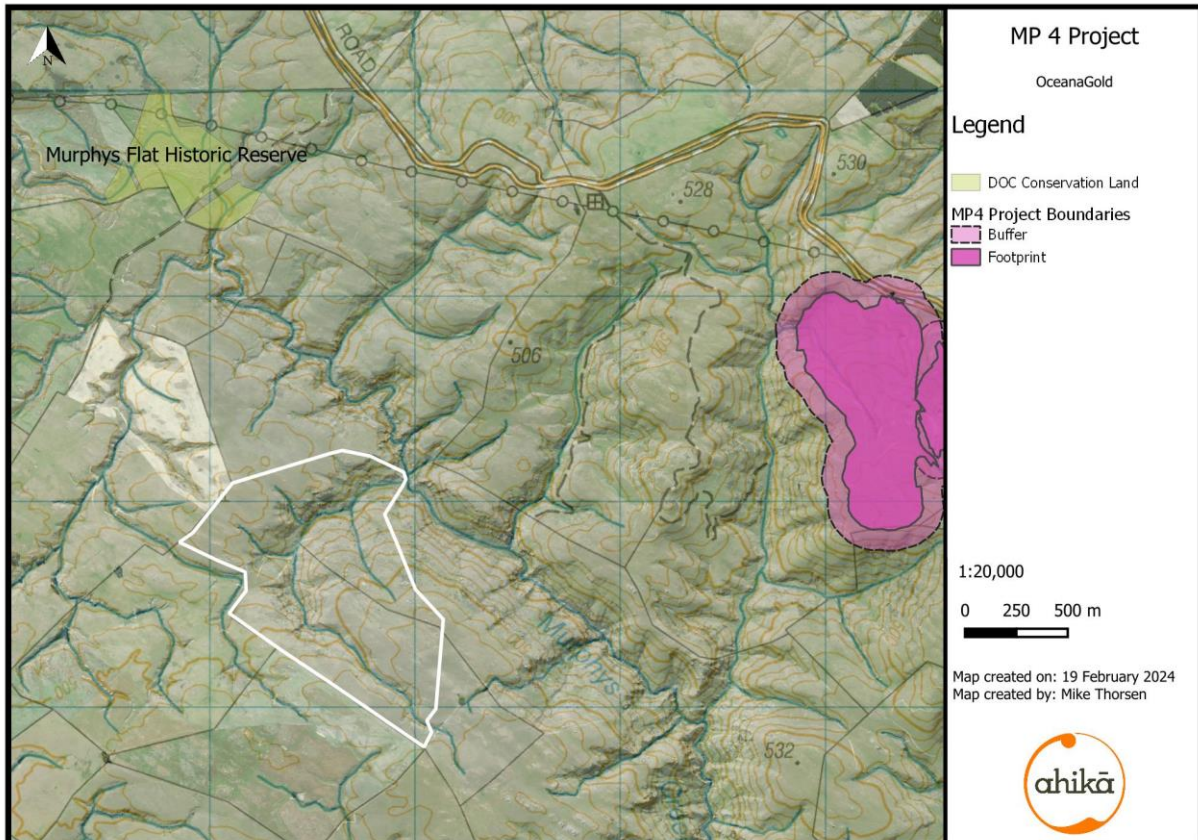 N
ROAD
500
Murphys Flat Historic Reserve
530
528
506
Murphys
532
MP 4 Project
OceanaGold
Legend
DOC Conservation Land
MP4 Project Boundaries
Buffer
Footprint
1:20,000
0 250 500 m
Map created on: 19 February 2024
Map created by: Mike Thorsen
ahikā